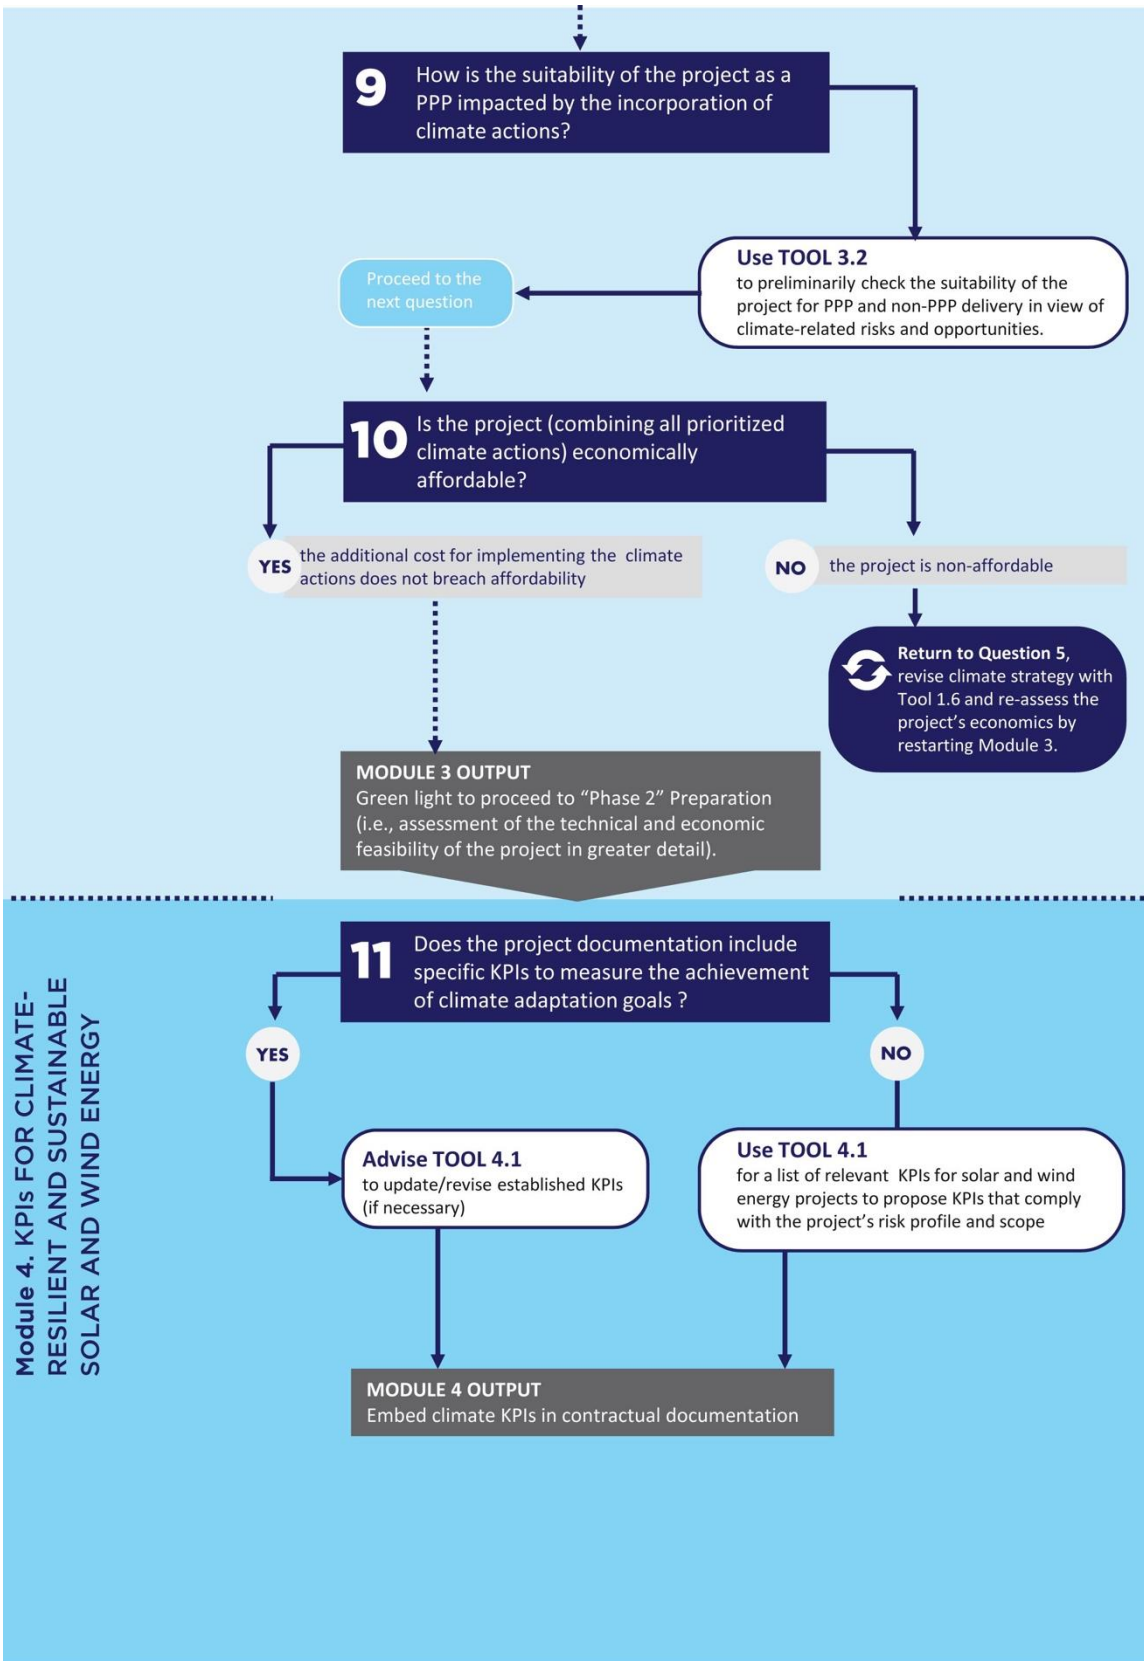 9
How is the suitability of the project as a
PPP impacted by the incorporation of
climate actions?
Use TOOL 3.2
to preliminarily check the suitability of the
project for PPP and non-PPP delivery in view of
climate-related risks and opportunities.
Proceed to the
next question
10
Is the project (combining all prioritized
climate actions) economically
affordable?
YES
the additional cost for implementing the climate
actions does not breach affordability
NO
the project is non-affordable
Return to Question 5,
revise climate strategy with
Tool 1.6 and re-assess the
project's economics by
restarting Module 3.
MODULE 3 OUTPUT
Green light to proceed to “Phase 2” Preparation
(i.e., assessment of the technical and economic
feasibility of the project in greater detail).
Module 4. KPIs FOR CLIMATE-
RESILIENT AND SUSTAINABLE
SOLAR AND WIND ENERGY
11
Does the project documentation include
specific KPIs to measure the achievement
of climate adaptation goals ?
YES
NO
Advise TOOL 4.1
to update/revise established KPIs
(if necessary)
Use TOOL 4.1
for a list of relevant KPIs for solar and wind
energy projects to propose KPIs that comply
with the project's risk profile and scope
MODULE 4 OUTPUT
Embed climate KPIs in contractual documentation